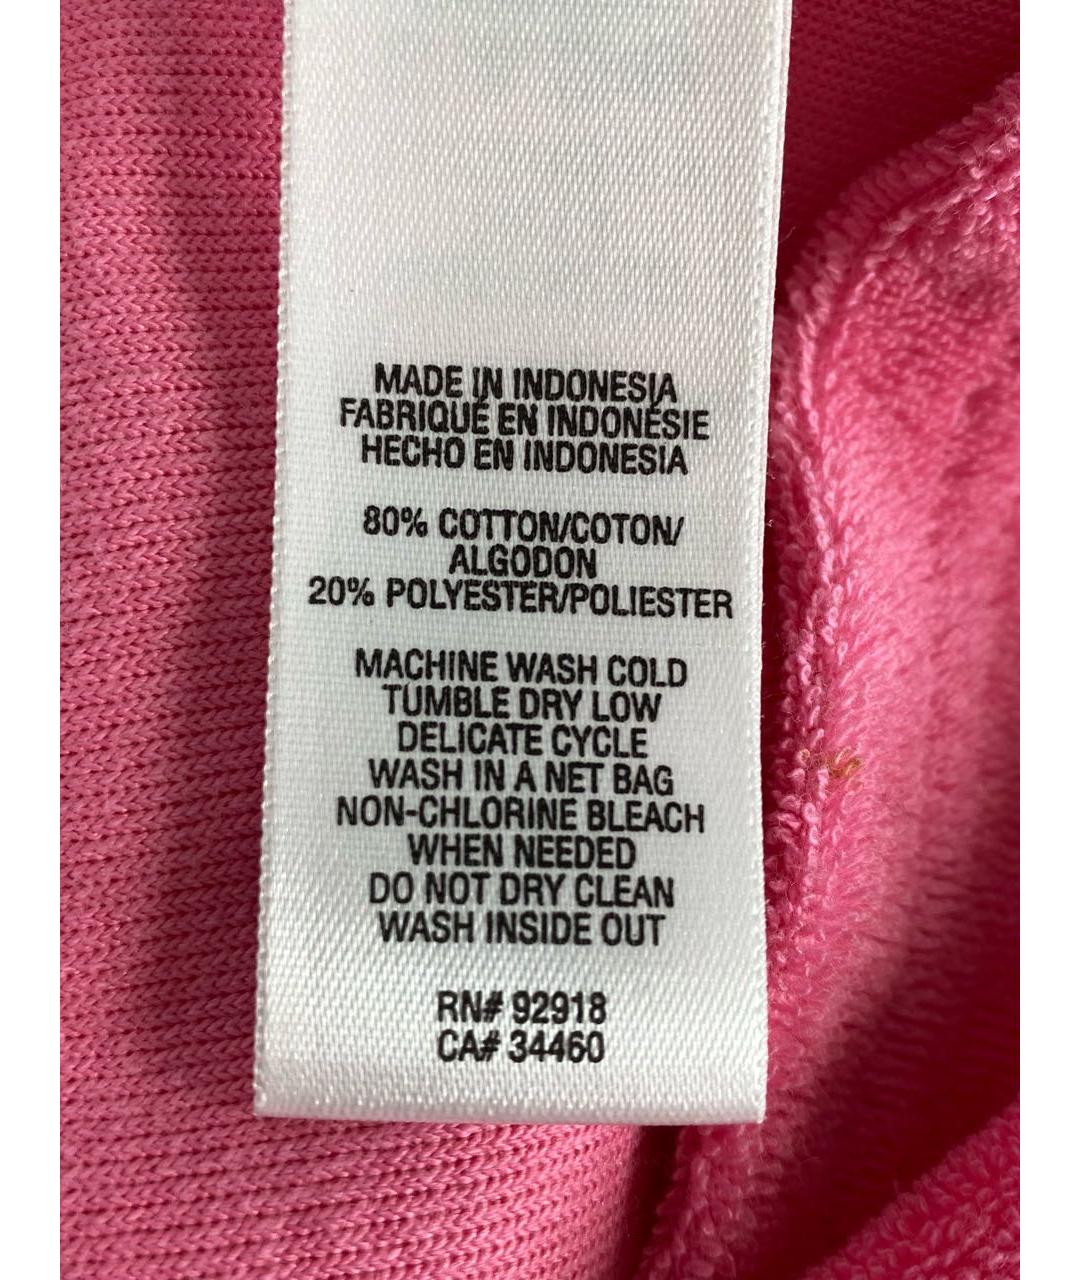 MADE IN INDONESIA
FABRIQUÉ EN INDONÉSIE
HECHO EN INDONESIA
80% COTTON/COTON/
ALGODON
20% POLYESTER/POLIESTER
MACHINE WASH COLD
TUMBLE DRY LOW
DELICATE CYCLE
WASH IN A NET BAG
NON-CHLORINE BLEACH
WHEN NEEDED
DO NOT DRY CLEAN
WASH INSIDE OUT
RN# 92918
CA# 34460